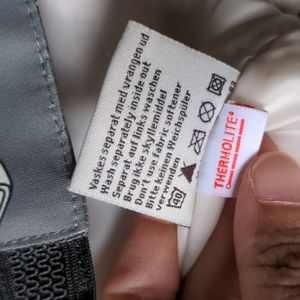 Vaskes separat med vrangen ud
Wash separately inside out
Separat auf links waschen
Brug ikke skyllemiddel
Don't use fabric softener
Bitte keinen Weichspüler
verwenden
40
THERMOLITE®